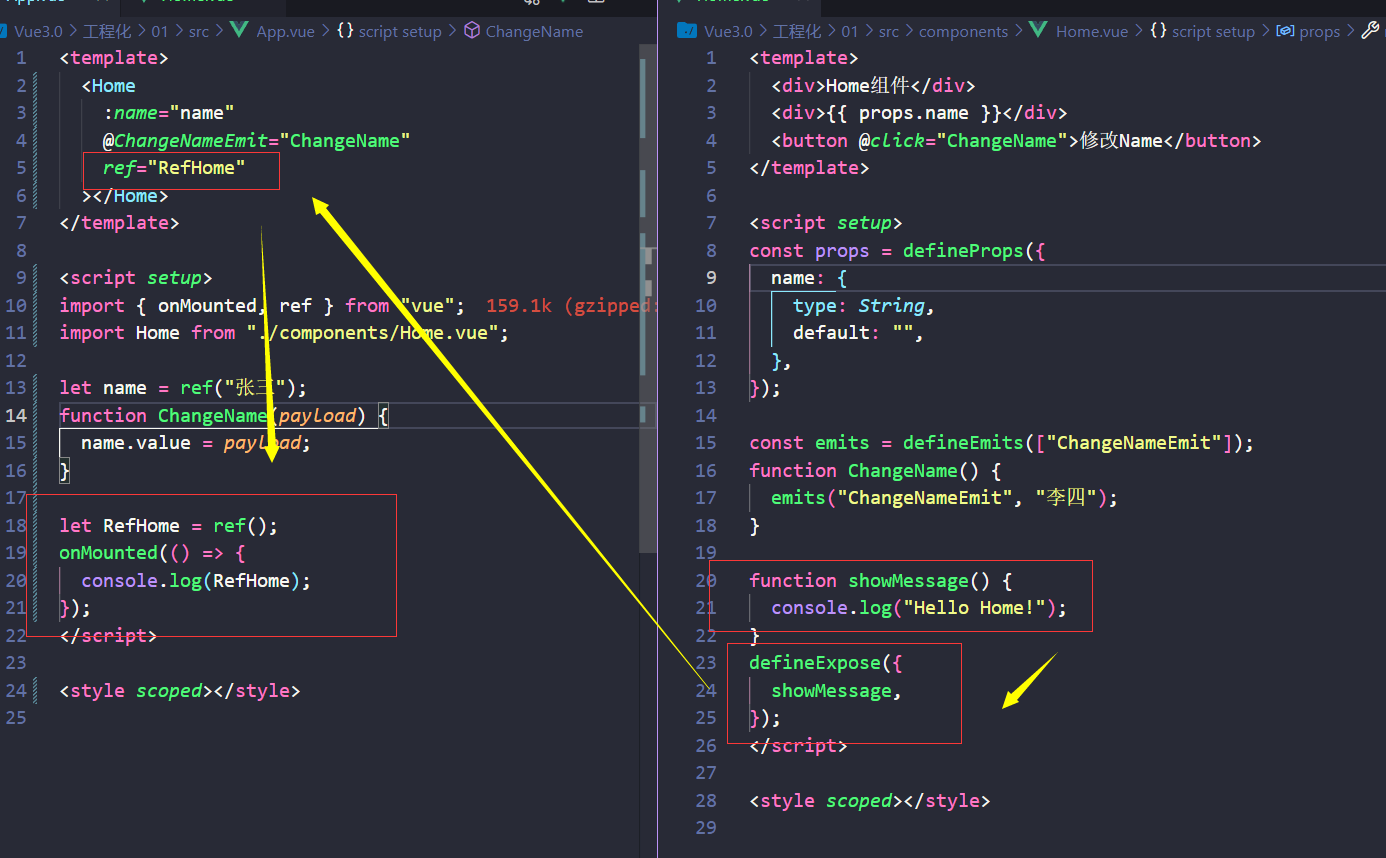 Vue3.0 > 工程化 > 01 > src > App.vue > {} script setup > ChangeName
1 <template>
2 <Home
3 :name="name"
4 @ChangeNameEmit="ChangeName"
5 ref="RefHome"
6 ></Home>
7 </template>
8
9 <script setup>
10 import { onMounted, ref } from "vue"; 159.1k (gzipped:
11 import Home from "./components/Home.vue";
12
13 let name = ref("张三");
14 function ChangeName(payload) {
15 name.value = payload;
16 }
17
18 let RefHome = ref();
19 onMounted(() => {
20 console.log(RefHome);
21 });
22 </script>
23
24 <style scoped></style>
25
Vue3.0 > 工程化 > 01 > src > components > Home.vue > {} script setup > props >
1 <template>
2 <div>Home组件</div>
3 <div>{{ props.name }}</div>
4 <button @click="ChangeName">修改Name</button>
5 </template>
6
7 <script setup>
8 const props = defineProps({
9 name: {
10 type: String,
11 default: "",
12 },
13 });
14
15 const emits = defineEmits(["ChangeNameEmit"]);
16 function ChangeName() {
17 emits("ChangeNameEmit", "李四");
18 }
19
20 function showMessage() {
21 console.log("Hello Home!");
22 }
23 defineExpose({
24 showMessage,
25 });
26 </script>
27
28 <style scoped></style>
29